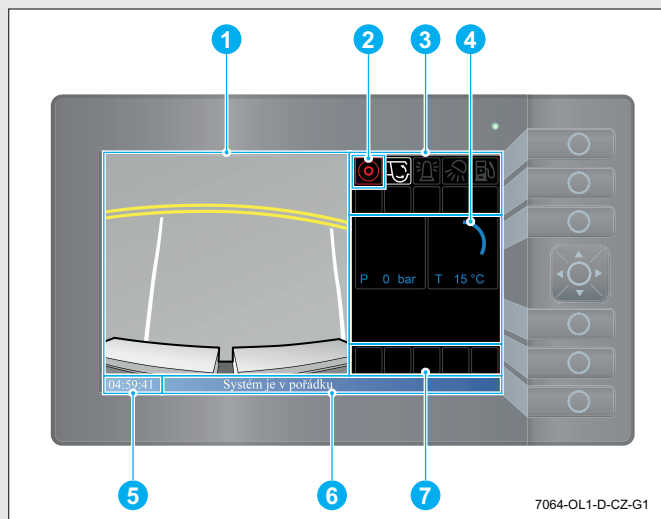 1 2 3 4
P 0 bar T 15 °C
04:59:41 Systém je v pořádku
5 6 7
7064-OL1-D-CZ-G1